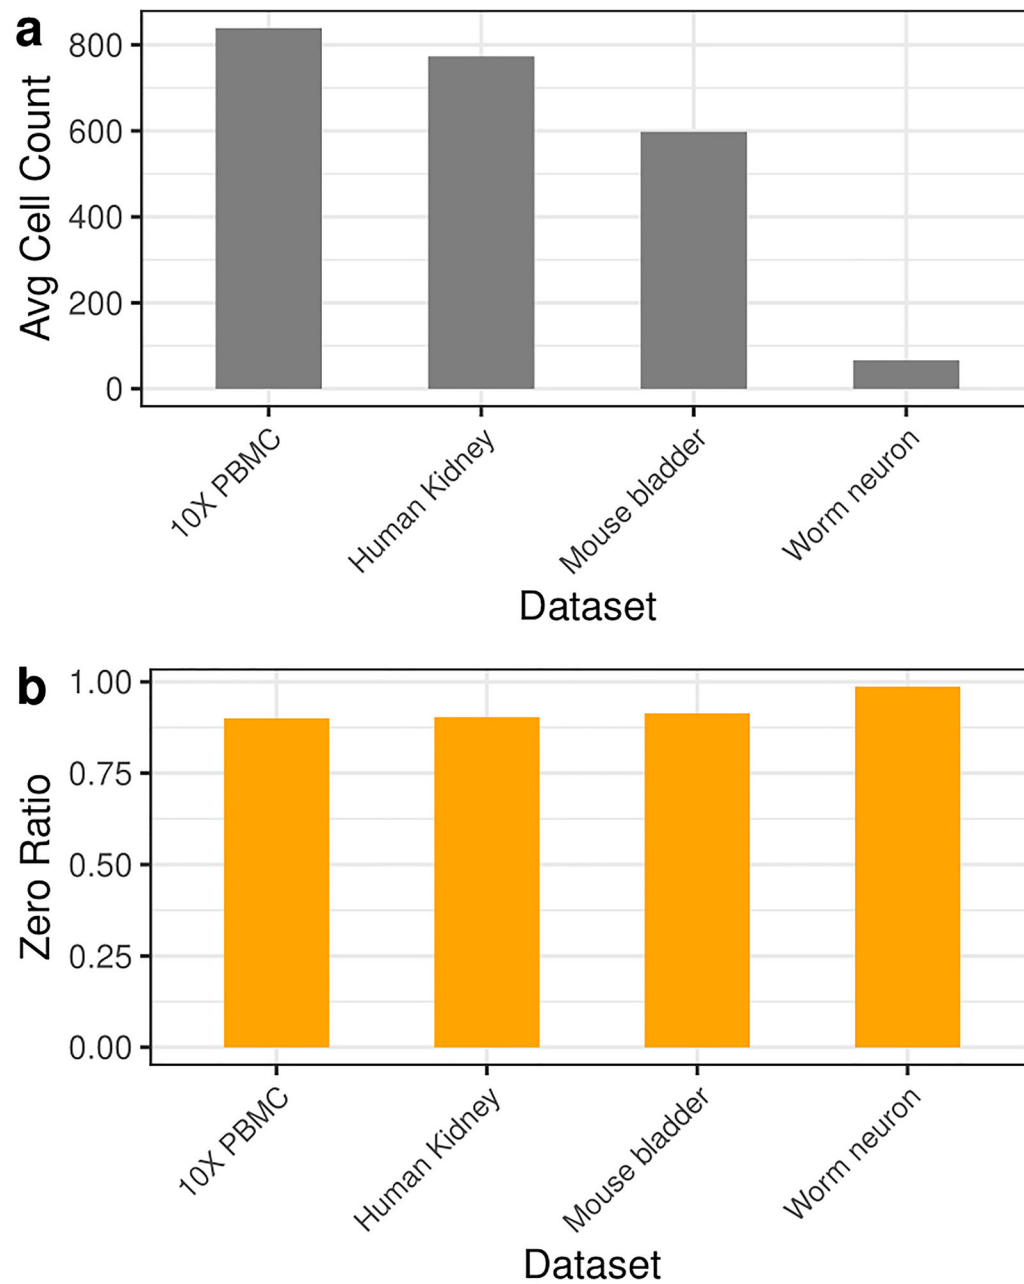 a
Avg Cell Count
800
600
400
200
0
10X PBMC
Human Kidney
Mouse bladder
Worm neuron
Dataset
b
Zero Ratio
1.00
0.75
0.50
0.25
0.00
10X PBMC
Human Kidney
Mouse bladder
Worm neuron
Dataset